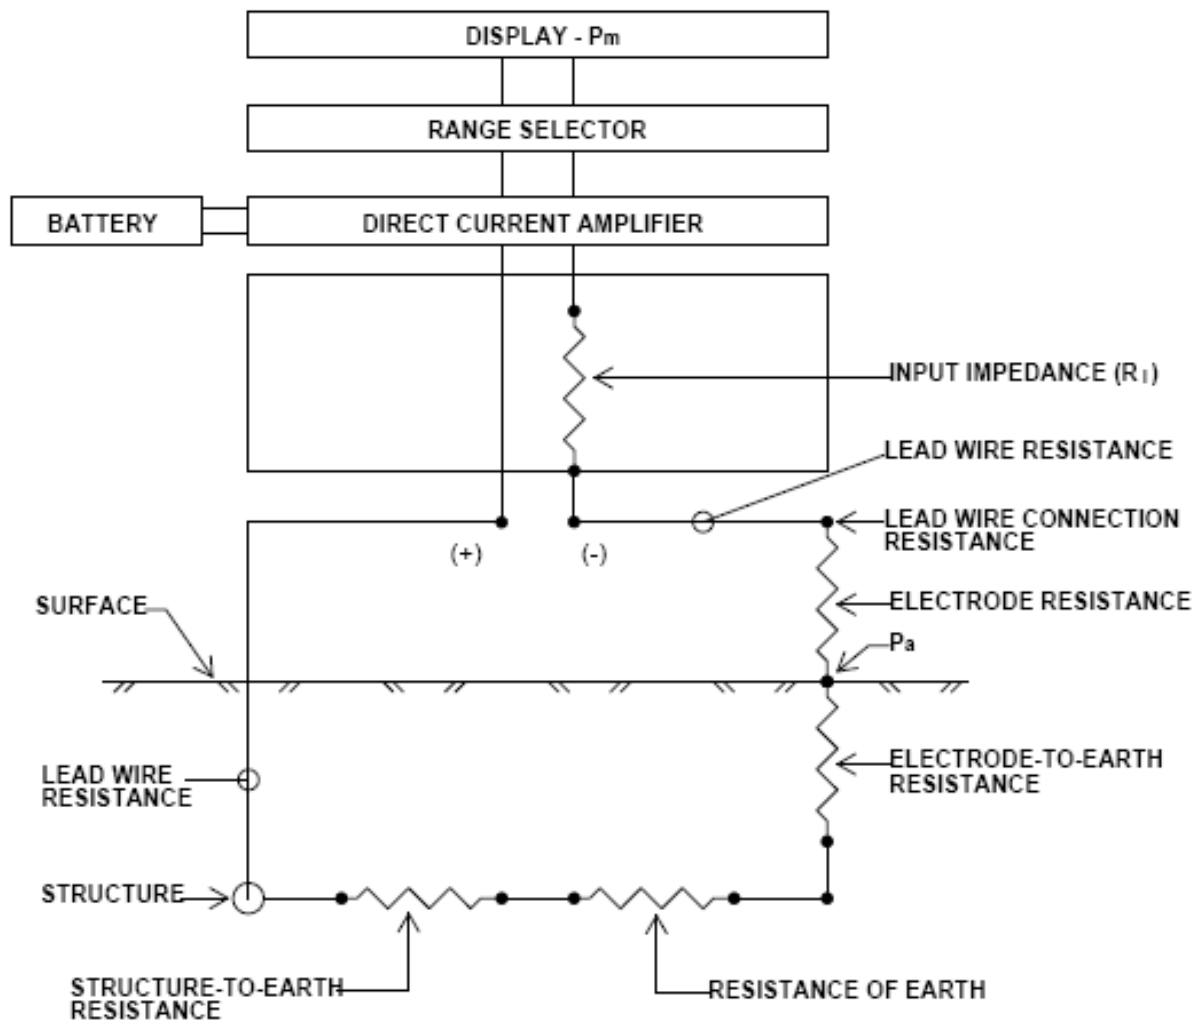 DISPLAY - Pm
RANGE SELECTOR
BATTERY
DIRECT CURRENT AMPLIFIER
INPUT IMPEDANCE (RI)
LEAD WIRE RESISTANCE
LEAD WIRE CONNECTION
RESISTANCE
(+)
(-)
SURFACE
ELECTRODE RESISTANCE
Pa
LEAD WIRE
RESISTANCE
ELECTRODE-TO-EARTH
RESISTANCE
STRUCTURE
STRUCTURE-TO-EARTH
RESISTANCE
RESISTANCE OF EARTH